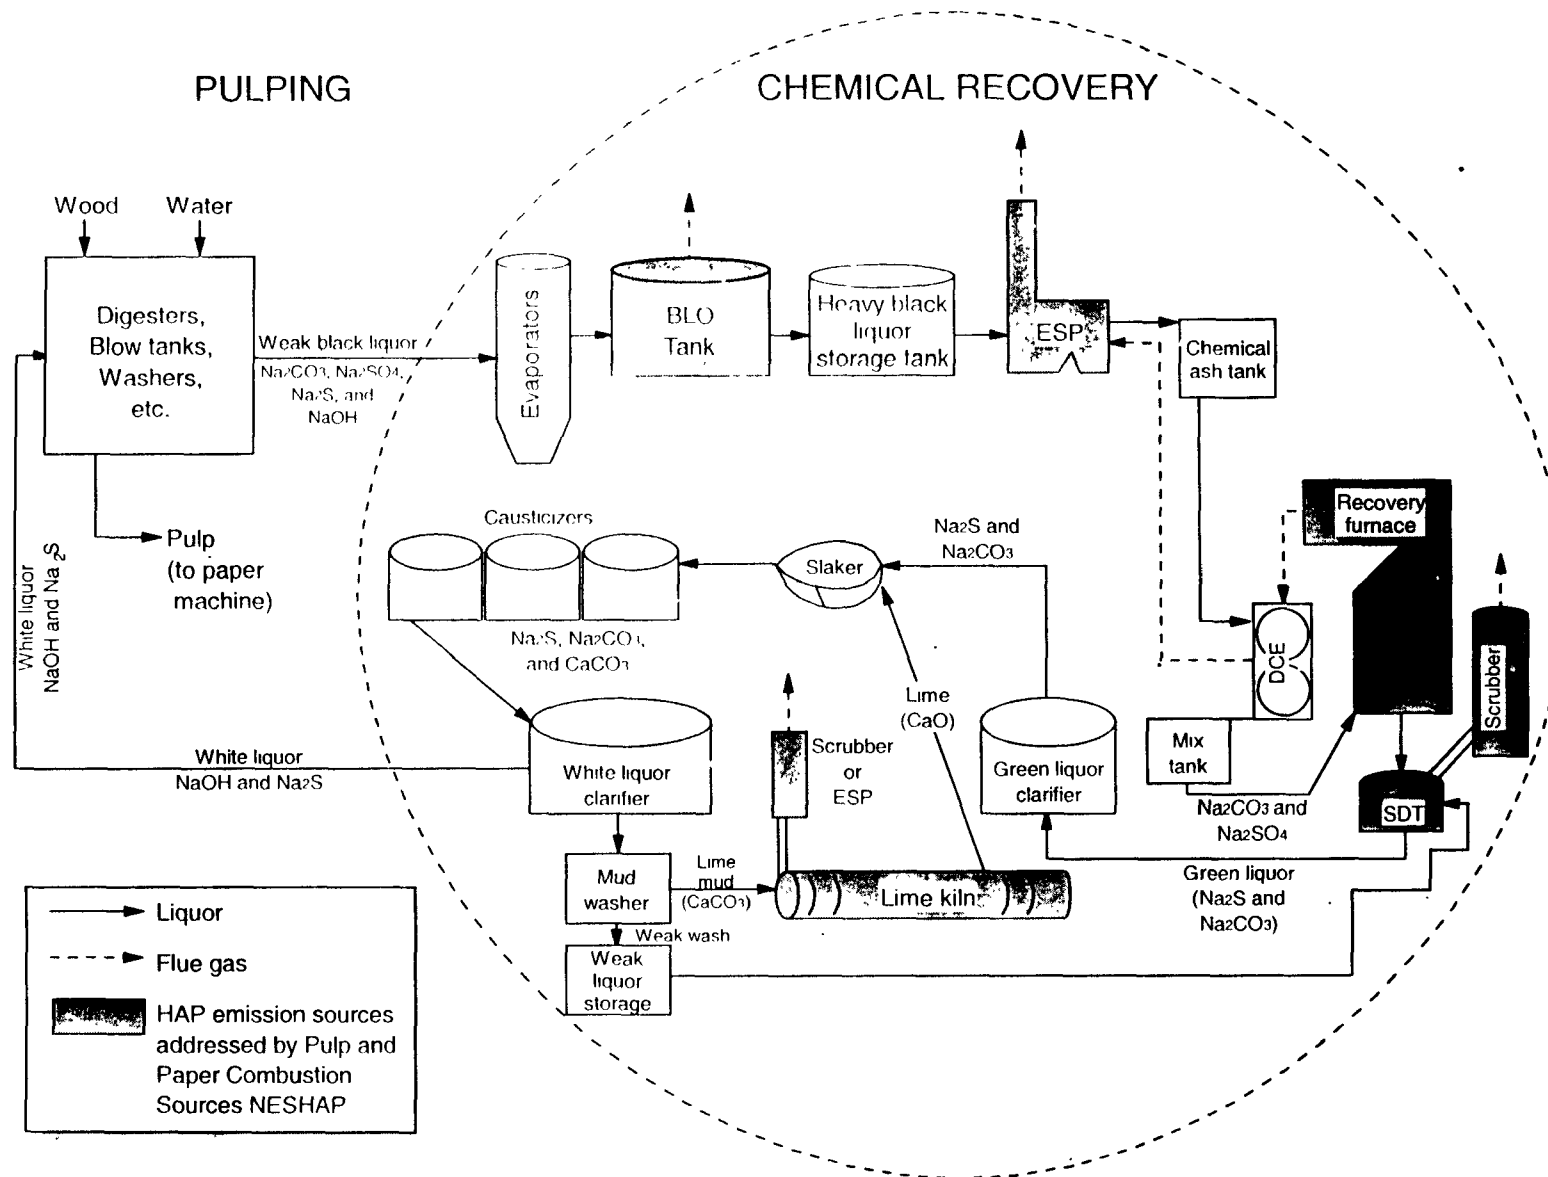 PULPING
CHEMICAL RECOVERY
Wood
Water
Digesters,
Blow tanks,
Washers,
etc.
Weak black liquor
Na2CO3, Na2SO4,
Na2S, and
NaOH
Evaporators
BLO
Tank
Heavy black
liquor
storage tank
ESP
Chemical
ash tank
Pulp
(to paper
machine)
White liquor
NaOH and Na2S
Causticizers
Na2S, Na2CO3,
and CaCO3
Slaker
Na2S and
Na2CO3
Recovery
furnace
DCE
Scrubber
Lime
(CaO)
Mix
tank
Na2CO3 and
Na2SO4
SDT
White liquor
NaOH and Na2S
White liquor
clarifier
Scrubber
or
ESP
Green liquor
clarifier
Green liquor
(Na2S and
Na2CO3)
Mud
washer
Lime
mud
(CaCO3)
Lime kiln
Weak wash
Weak
liquor
storage
Liquor
Flue gas
HAP emission sources
addressed by Pulp and
Paper Combustion
Sources NESHAP